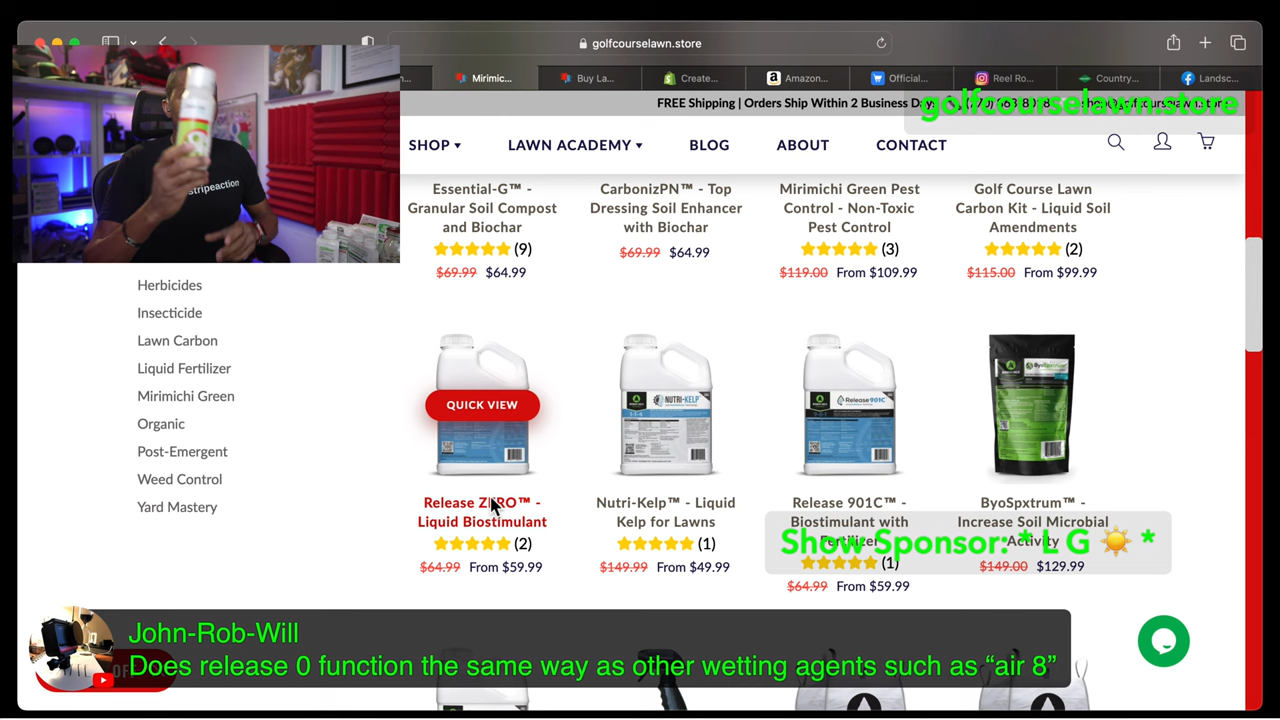 golfcourselawn.store
Mirimic...
Buy La...
Create...
Amazon...
Official...
Reel Ro...
Country...
Landsc...
FREE Shipping | Orders Ship Within 2 Business Days
golfcourselawn.store
SHOP
LAWN ACADEMY
BLOG
ABOUT
CONTACT
stripeaction
Essential-G™ -
Granular Soil Compost
and Biochar
(9)
$69.99 $64.99
CarbonizPN™ - Top
Dressing Soil Enhancer
with Biochar
$69.99 $64.99
Mirimichi Green Pest
Control - Non-Toxic
Pest Control
(3)
$119.00 From $109.99
Golf Course Lawn
Carbon Kit - Liquid Soil
Amendments
(2)
$115.00 From $99.99
Herbicides
Insecticide
Lawn Carbon
Liquid Fertilizer
Mirimichi Green
Organic
Post-Emergent
Weed Control
Yard Mastery
QUICK VIEW
NUTRI-KELP
Release901C
ByoSpxtrum
Release ZERO™ -
Liquid Biostimulant
(2)
$64.99 From $59.99
Nutri-Kelp™ - Liquid
Kelp for Lawns
(1)
$149.99 From $49.99
Release 901C™ -
Biostimulant with
Fertilizer
(1)
$64.99 From $59.99
ByoSpxtrum™ -
Increase Soil Microbial
Activity
$149.00 $129.99
Show Sponsor: * L G ☀️ *
John-Rob-Will
Does release 0 function the same way as other wetting agents such as “air 8”